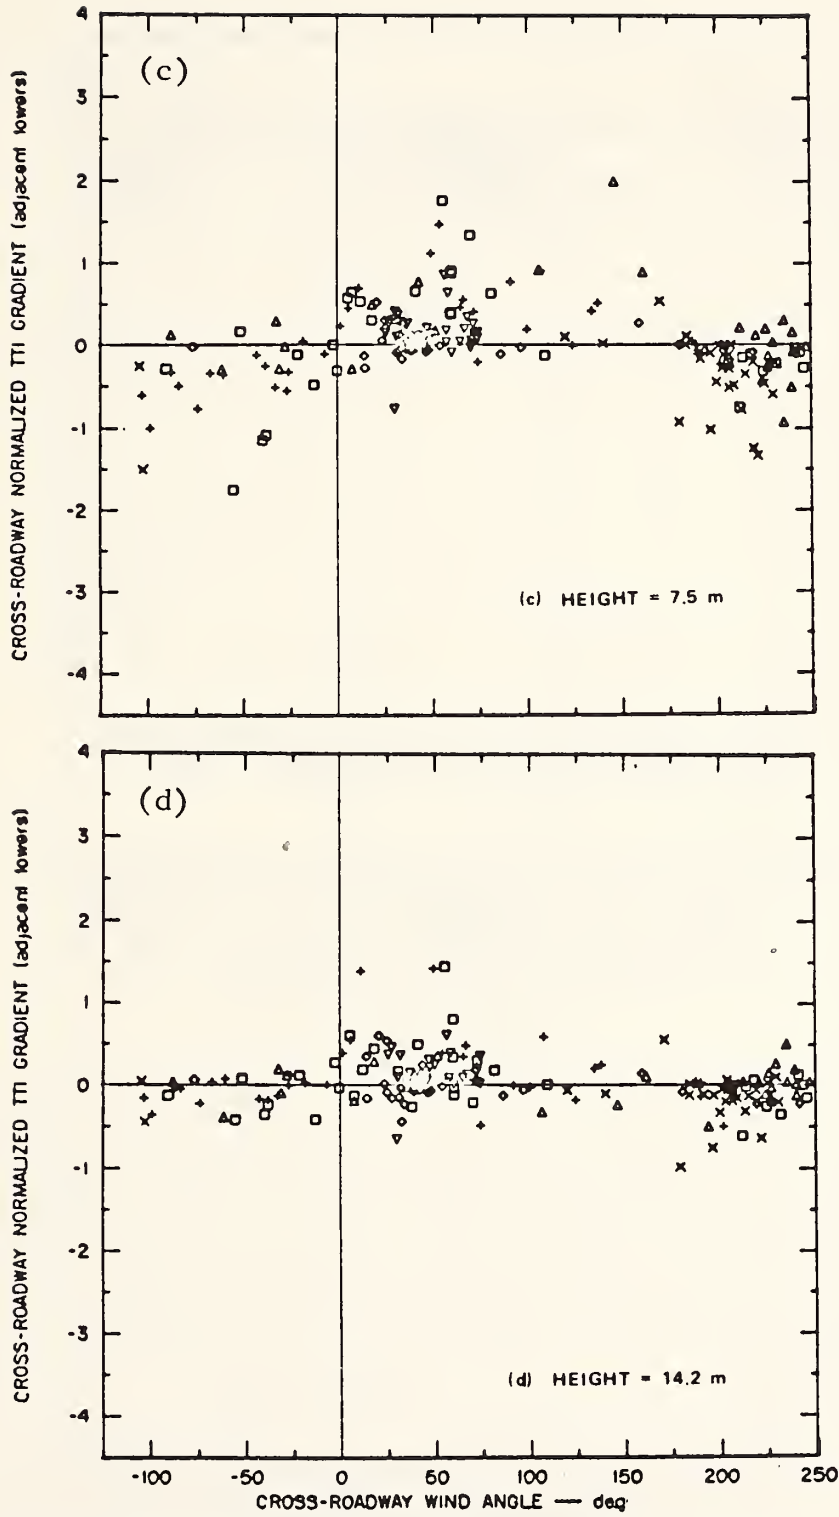 4
(c)
3
2
1
0
-1
-2
-3
-4
CROSS-ROADWAY NORMALIZED TTI GRADIENT (adjacent towers)
(c) HEIGHT = 7.5 m
4
(d)
3
2
1
0
-1
-2
-3
-4
CROSS-ROADWAY NORMALIZED TTI GRADIENT (adjacent towers)
(d) HEIGHT = 14.2 m
-100 -50 0 50 100 150 200 250
CROSS-ROADWAY WIND ANGLE — deg